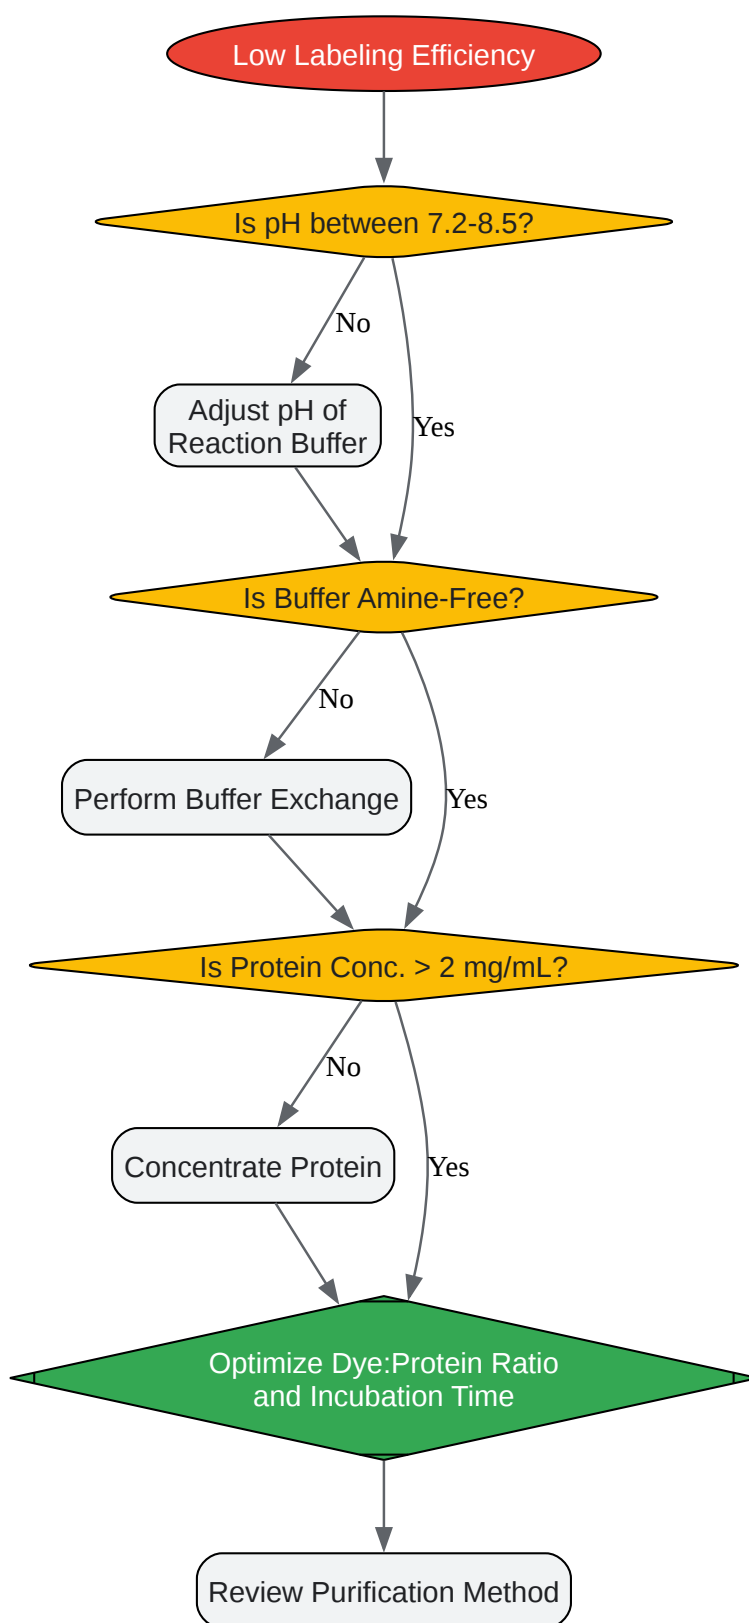 Low Labeling Efficiency
Is pH between 7.2-8.5?
No
Adjust pH of
Reaction Buffer
Yes
Is Buffer Amine-Free?
No
Perform Buffer Exchange
Yes
Is Protein Conc. > 2 mg/mL?
No
Concentrate Protein
Yes
Optimize Dye:Protein Ratio
and Incubation Time
Review Purification Method